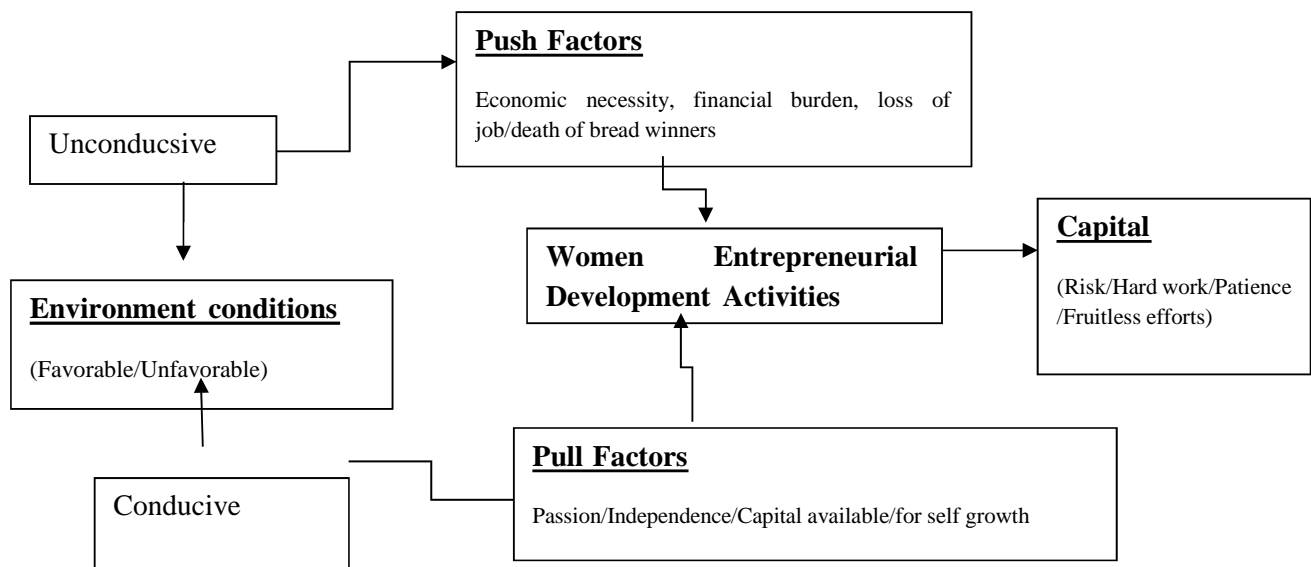 Push Factors
Economic necessity, financial burden, loss of
job/death of bread winners
Unconducsive
Women Entrepreneurial
Development Activities
Capital
(Risk/Hard work/Patience
/Fruitless efforts)
Environment conditions
(Favorable/Unfavorable)
Pull Factors
Passion/Independence/Capital available/for self growth
Conducive